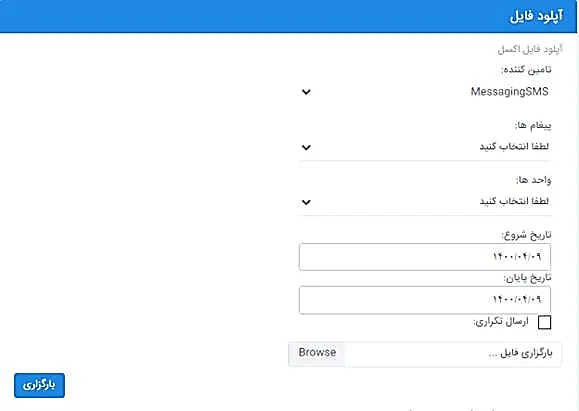 آپلود فایل
آپلود فایل اکسل
تامین کننده:
MessagingSMS
پیغام ها:
لطفا انتخاب کنید
واحد ها:
لطفا انتخاب کنید
تاریخ شروع:
۱۴۰۰/۰۴/۰۹
تاریخ پایان:
۱۴۰۰/۰۴/۰۹
ارسال تکراری:
بارگزاری فایل ... Browse
بارگزاری